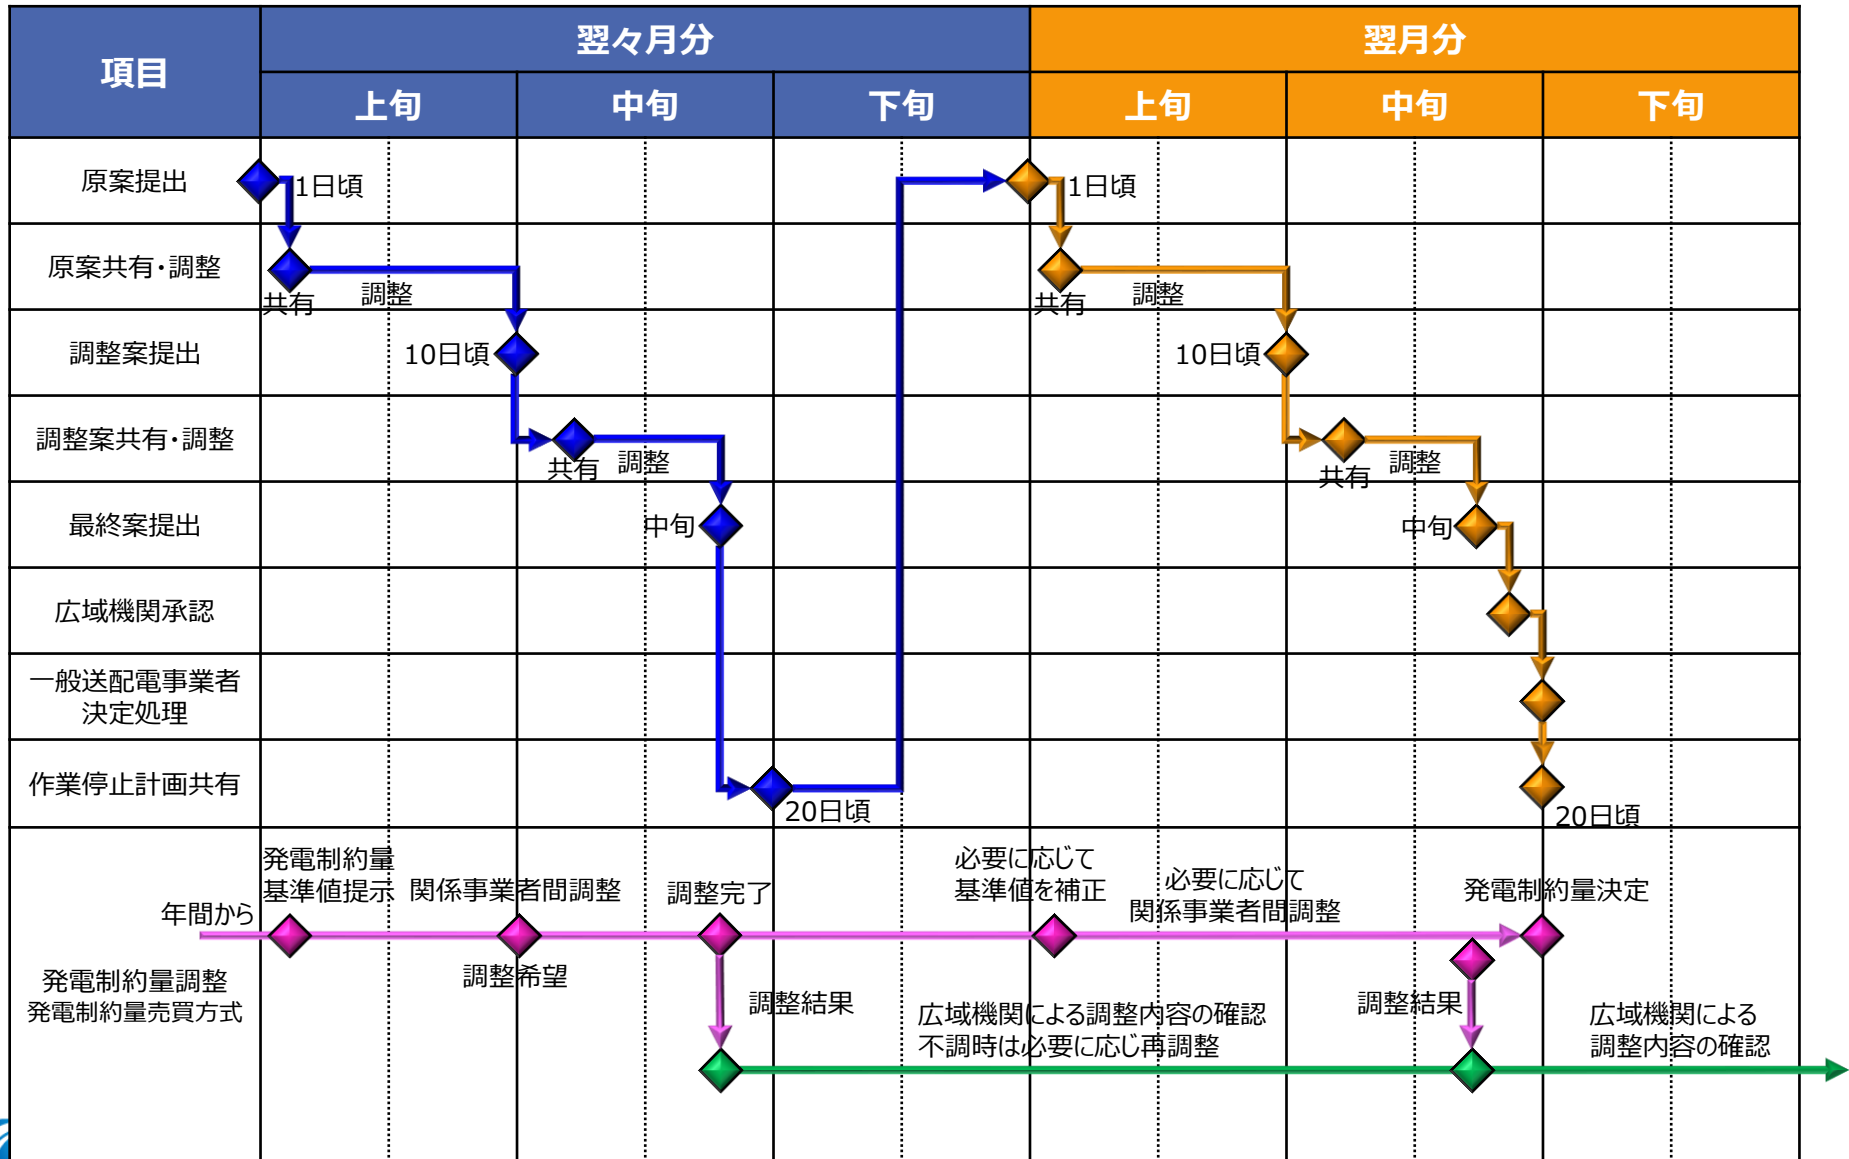 項目
翌々月分
翌月分
上旬
中旬
下旬
上旬
中旬
下旬
原案提出
1日頃
1日頃
原案共有・調整
共有
調整
共有
調整
調整案提出
10日頃
10日頃
調整案共有・調整
共有
調整
共有
調整
最終案提出
中旬
中旬
広域機関承認
一般送配電事業者
決定処理
作業停止計画共有
20日頃
20日頃
発電制約量調整
発電制約量売買方式
年間から
発電制約量
基準値提示
関係事業者間調整
調整希望
調整完了
必要に応じて
基準値を補正
必要に応じて
関係事業者間調整
発電制約量決定
調整結果
広域機関による調整内容の確認
不調時は必要に応じ再調整
調整結果
広域機関による
調整内容の確認